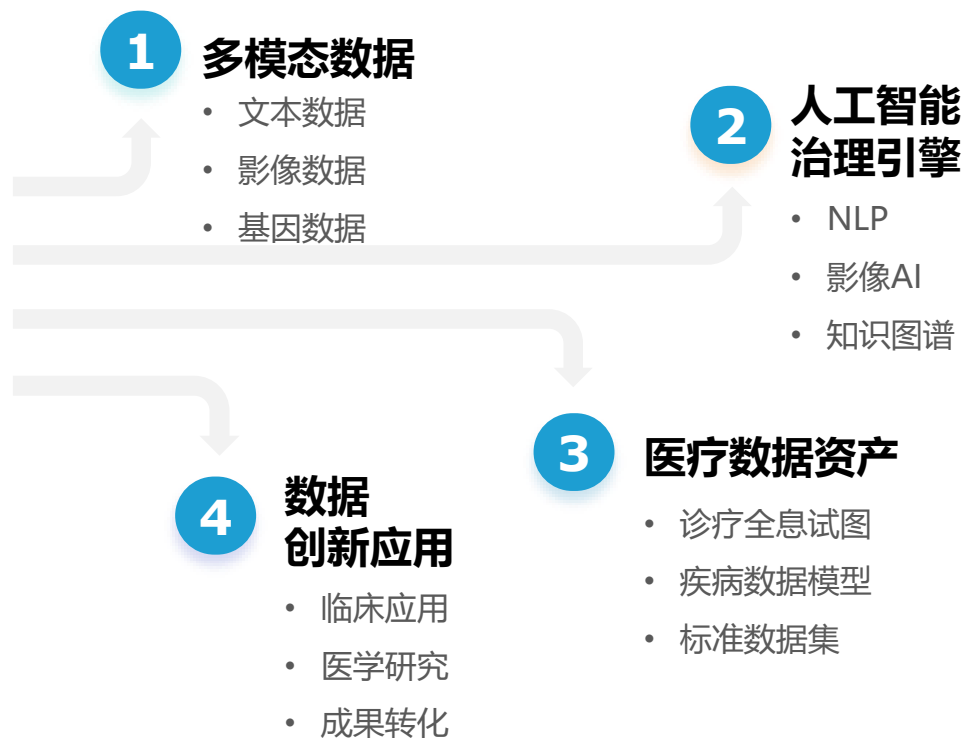 1
多模态数据
• 文本数据
• 影像数据
• 基因数据
2
人工智能
治理引擎
• NLP
• 影像AI
• 知识图谱
3
医疗数据资产
• 诊疗全息试图
• 疾病数据模型
• 标准数据集
4
数据
创新应用
• 临床应用
• 医学研究
• 成果转化